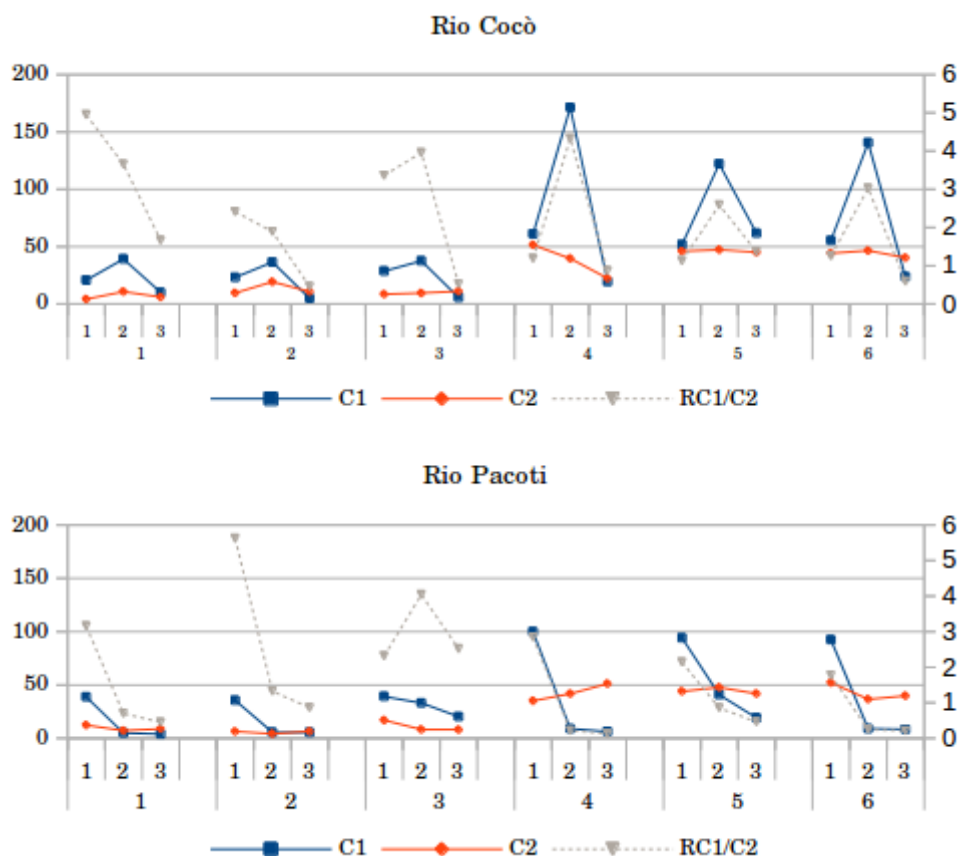 Rio Cocò
200 6
150 5
4
100 3
50 2
1
0 0
1 2 3 1 2 3 1 2 3 1 2 3 1 2 3 1 2 3
1 2 3 4 5 6
C1 C2 RC1/C2
Rio Pacoti
200 6
5
150 4
100 3
50 2
1
0 0
1 2 3 1 2 3 1 2 3 1 2 3 1 2 3 1 2 3
1 2 3 4 5 6
C1 C2 RC1/C2